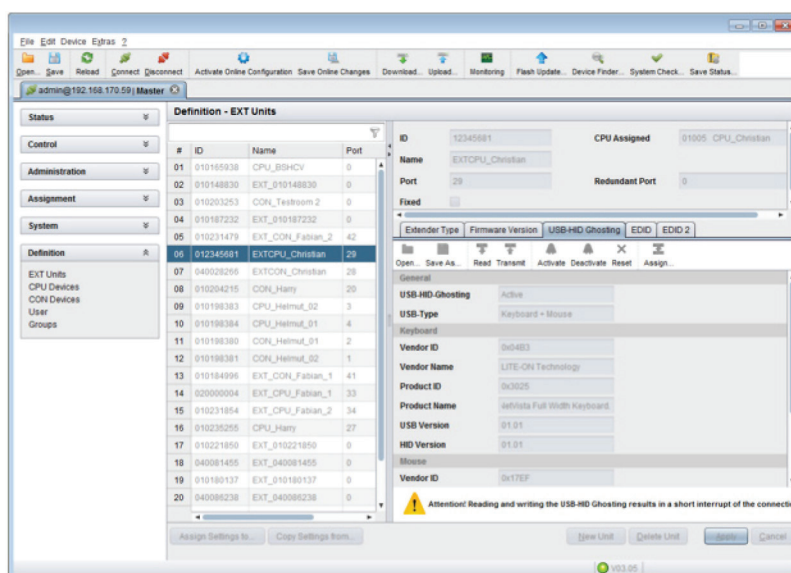 File Edit Device Extras ?
Open... Save Reload Connect Disconnect Activate Online Configuration Save Online Changes Download... Upload... Monitoring Flash Update... Device Finder... System Check... Save Status...
admin@192.168.170.59 | Master
Status
Control
Administration
Assignment
System
Definition
EXT Units
CPU Devices
CON Devices
User
Groups
Definition - EXT Units
# ID Name Port
01 010165938 CPU_BSHCV 0
02 010148830 EXT_010148830 0
03 010203253 CON_Testroom 2 0
04 010187232 EXT_010187232 0
05 010231479 EXT_CON_Fabian_2 42
06 012345681 EXTCPU_Christian 29
07 040028266 EXTCON_Christian 28
08 010204215 CON_Harry 20
09 010198383 CPU_Helmut_02 3
10 010198384 CPU_Helmut_01 4
11 010198380 CON_Helmut_01 2
12 010198381 CON_Helmut_02 1
13 010184995 EXT_CON_Fabian_1 41
14 020000004 EXT_CPU_Fabian_1 33
15 010231854 EXT_CPU_Fabian_2 34
16 010235255 CPU_Harry 27
17 010221850 EXT_010221850 0
18 040081455 EXT_040081455 0
19 010180137 EXT_010180137 0
20 040086238 EXT_040086238 0
Assign Settings to... Copy Settings from...
ID 12345681 CPU Assigned 01005 CPU_Christian
Name EXTCPU_Christian
Port 29 Redundant Port 0
Fixed
Extender Type Firmware Version USB-HID Ghosting EDID EDID 2
Open... Save As... Read Transmit Activate Deactivate Reset Assign...
General
USB-HID-Ghosting Active
USB-Type Keyboard + Mouse
Keyboard
Vendor ID 0x04B3
Vendor Name LITE-ON Technology
Product ID 0x3025
Product Name NetVista Full Width Keyboard.
USB Version 01.01
HID Version 01.01
Mouse
Vendor ID 0x17EF
Attention! Reading and writing the USB-HID Ghosting results in a short interrupt of the connecti
New Unit Delete Unit Apply Cancel
V03.05